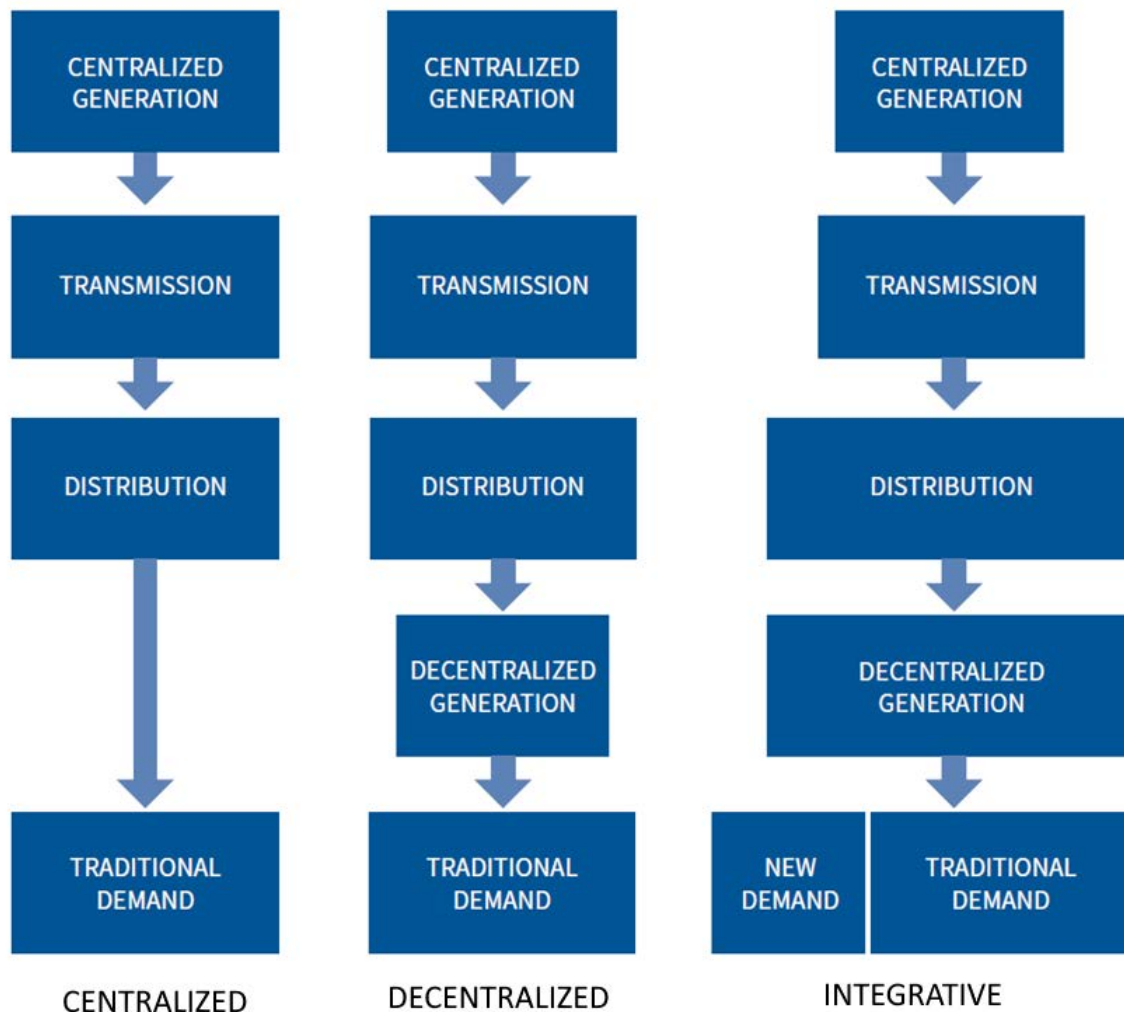 CENTRALIZED
GENERATION
TRANSMISSION
DISTRIBUTION
TRADITIONAL
DEMAND
CENTRALIZED
CENTRALIZED
GENERATION
TRANSMISSION
DISTRIBUTION
DECENTRALIZED
GENERATION
TRADITIONAL
DEMAND
DECENTRALIZED
CENTRALIZED
GENERATION
TRANSMISSION
DISTRIBUTION
DECENTRALIZED
GENERATION
NEW
DEMAND
TRADITIONAL
DEMAND
INTEGRATIVE